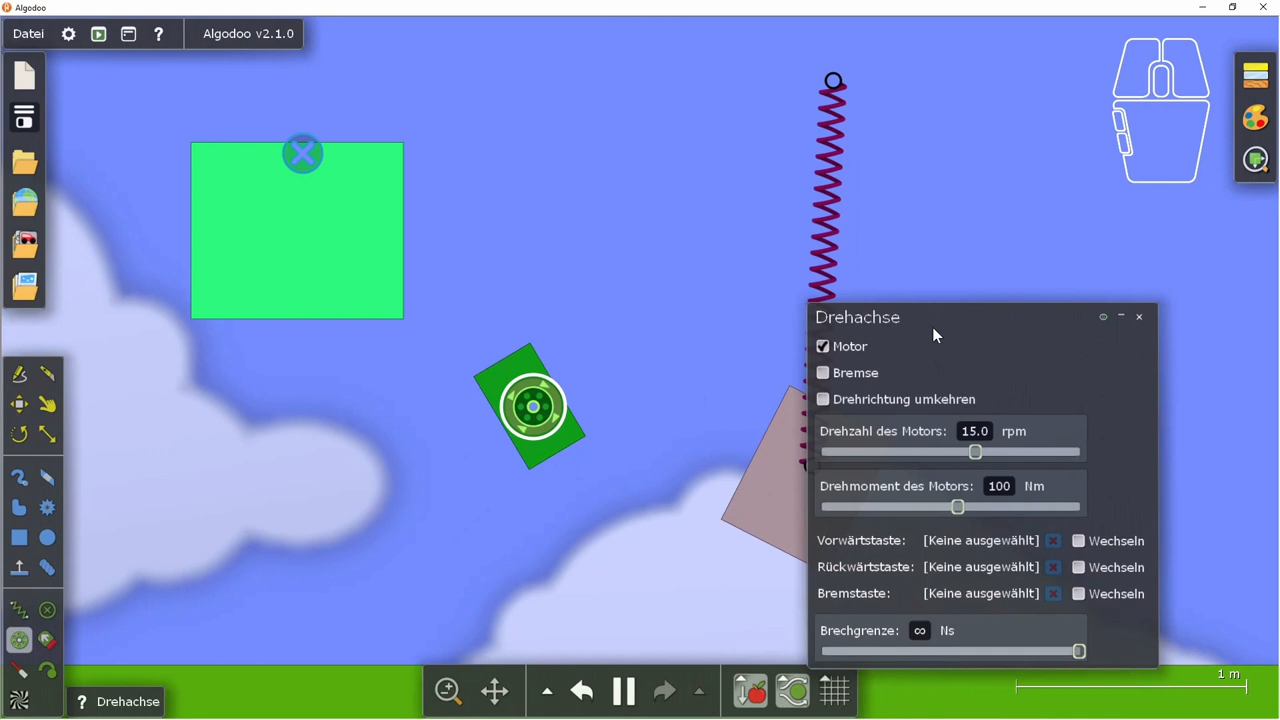 Algodoo
Datei ? Algodoo v2.1.0
Drehachse
Motor
Bremse
Drehrichtung umkehren
Drehzahl des Motors: 15.0 rpm
Drehmoment des Motors: 100 Nm
Vorwärtstaste: [Keine ausgewählt] Wechseln
Rückwärtstaste: [Keine ausgewählt] Wechseln
Bremstaste: [Keine ausgewählt] Wechseln
Brechgrenze: ∞ Ns
1 m
? Drehachse